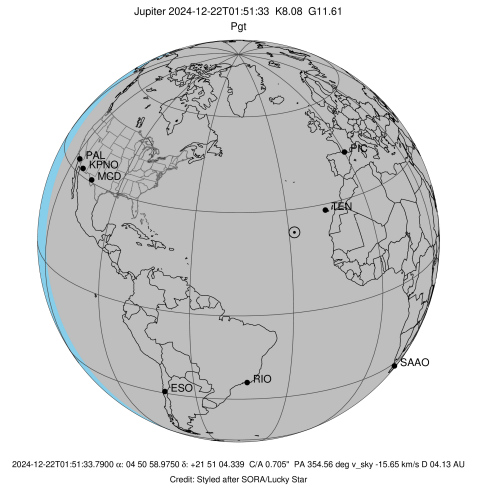 Jupiter 2024-12-22T01:51:33 K8.08 G11.61
Pgt
PIC
PAL
KPNO
MCD
TEN
SAAO
RIO
ESO
2024-12-22T01:51:33.7900 α: 04 50 58.9750 δ: +21 51 04.339 C/A 0.705" PA 354.56 deg v_sky -15.65 km/s D 04.13 AU
Credit: Styled after SORA/Lucky Star